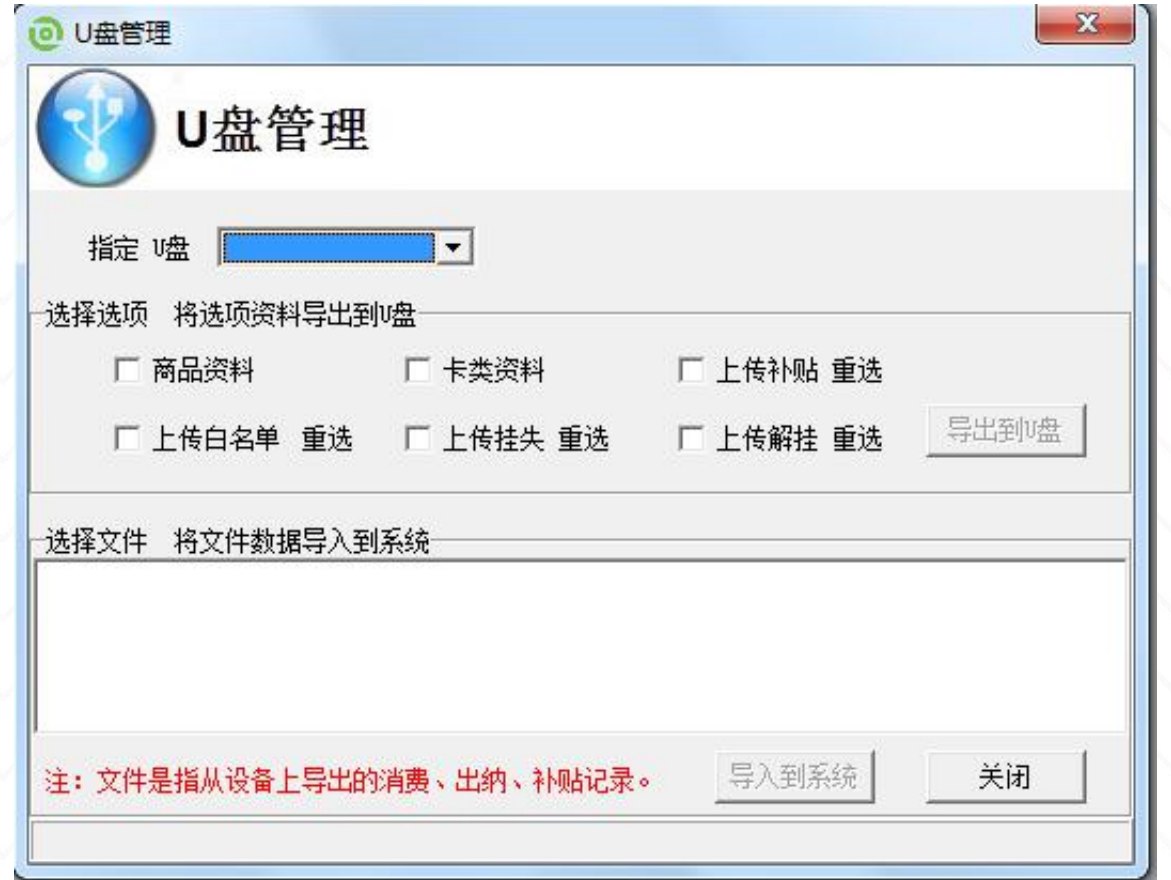 U盘管理
U盘管理
指定 U盘
选择选项 将选项资料导出到U盘
商品资料 卡类资料 上传补贴 重选
上传白名单 重选 上传挂失 重选 上传解挂 重选 导出到U盘
选择文件 将文件数据导入到系统
注：文件是指从设备上导出的消费、出纳、补贴记录。 导入到系统 关闭